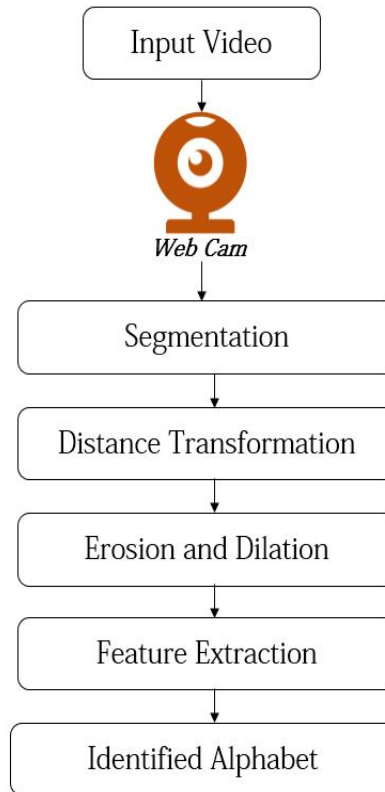 Input Video
Web Cam
Segmentation
Distance Transformation
Erosion and Dilation
Feature Extraction
Identified Alphabet